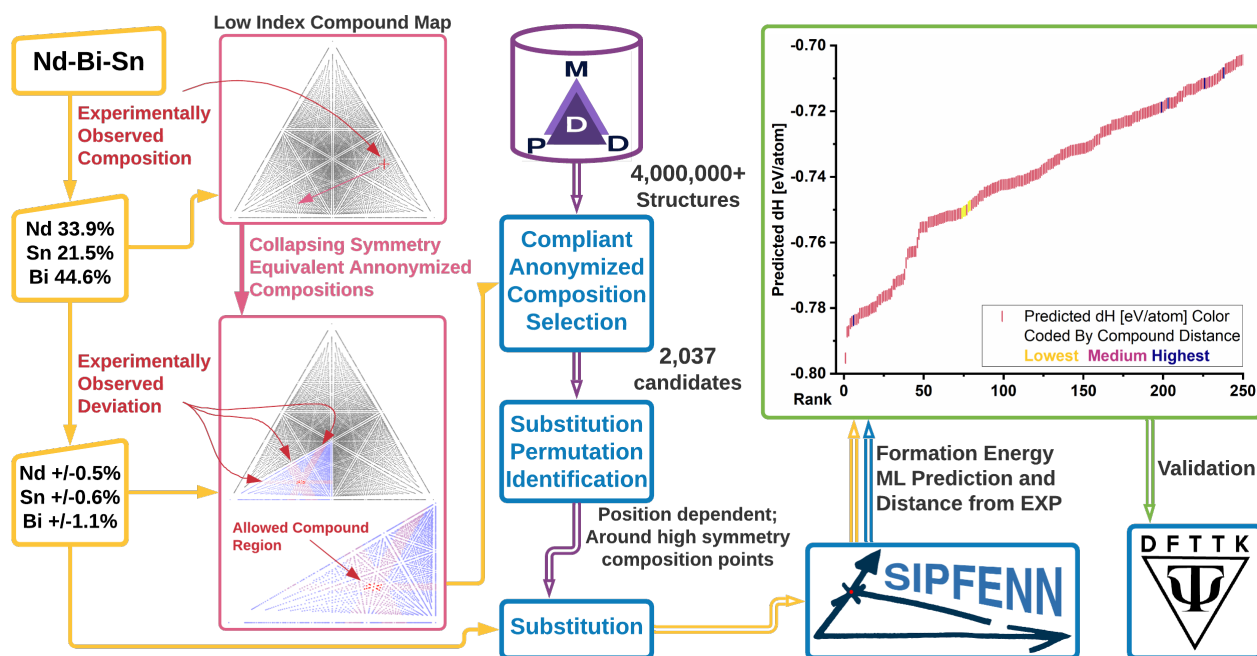 Nd-Bi-Sn
Low Index Compound Map
Experimentally
Observed
Composition
Nd 33.9%
Sn 21.5%
Bi 44.6%
Collapsing Symmetry
Equivalent Annonymized
Compositions
Experimentally
Observed
Deviation
Nd +/-0.5%
Sn +/-0.6%
Bi +/-1.1%
Allowed Compound
Region
M
D
P D
4,000,000+
Structures
Compliant
Anonymized
Composition
Selection
2,037
candidates
Substitution
Permutation
Identification
Position dependent;
Around high symmetry
composition points
Substitution
SIPFENN
Formation Energy
ML Prediction and
Distance from EXP
Predicted dH [eV/atom]
-0.70
-0.72
-0.74
-0.76
-0.78
-0.80
Predicted dH [eV/atom] Color
Coded By Compound Distance
Lowest Medium Highest
Rank
0 50 100 150 200 250
Validation
D F T T K
Ψ